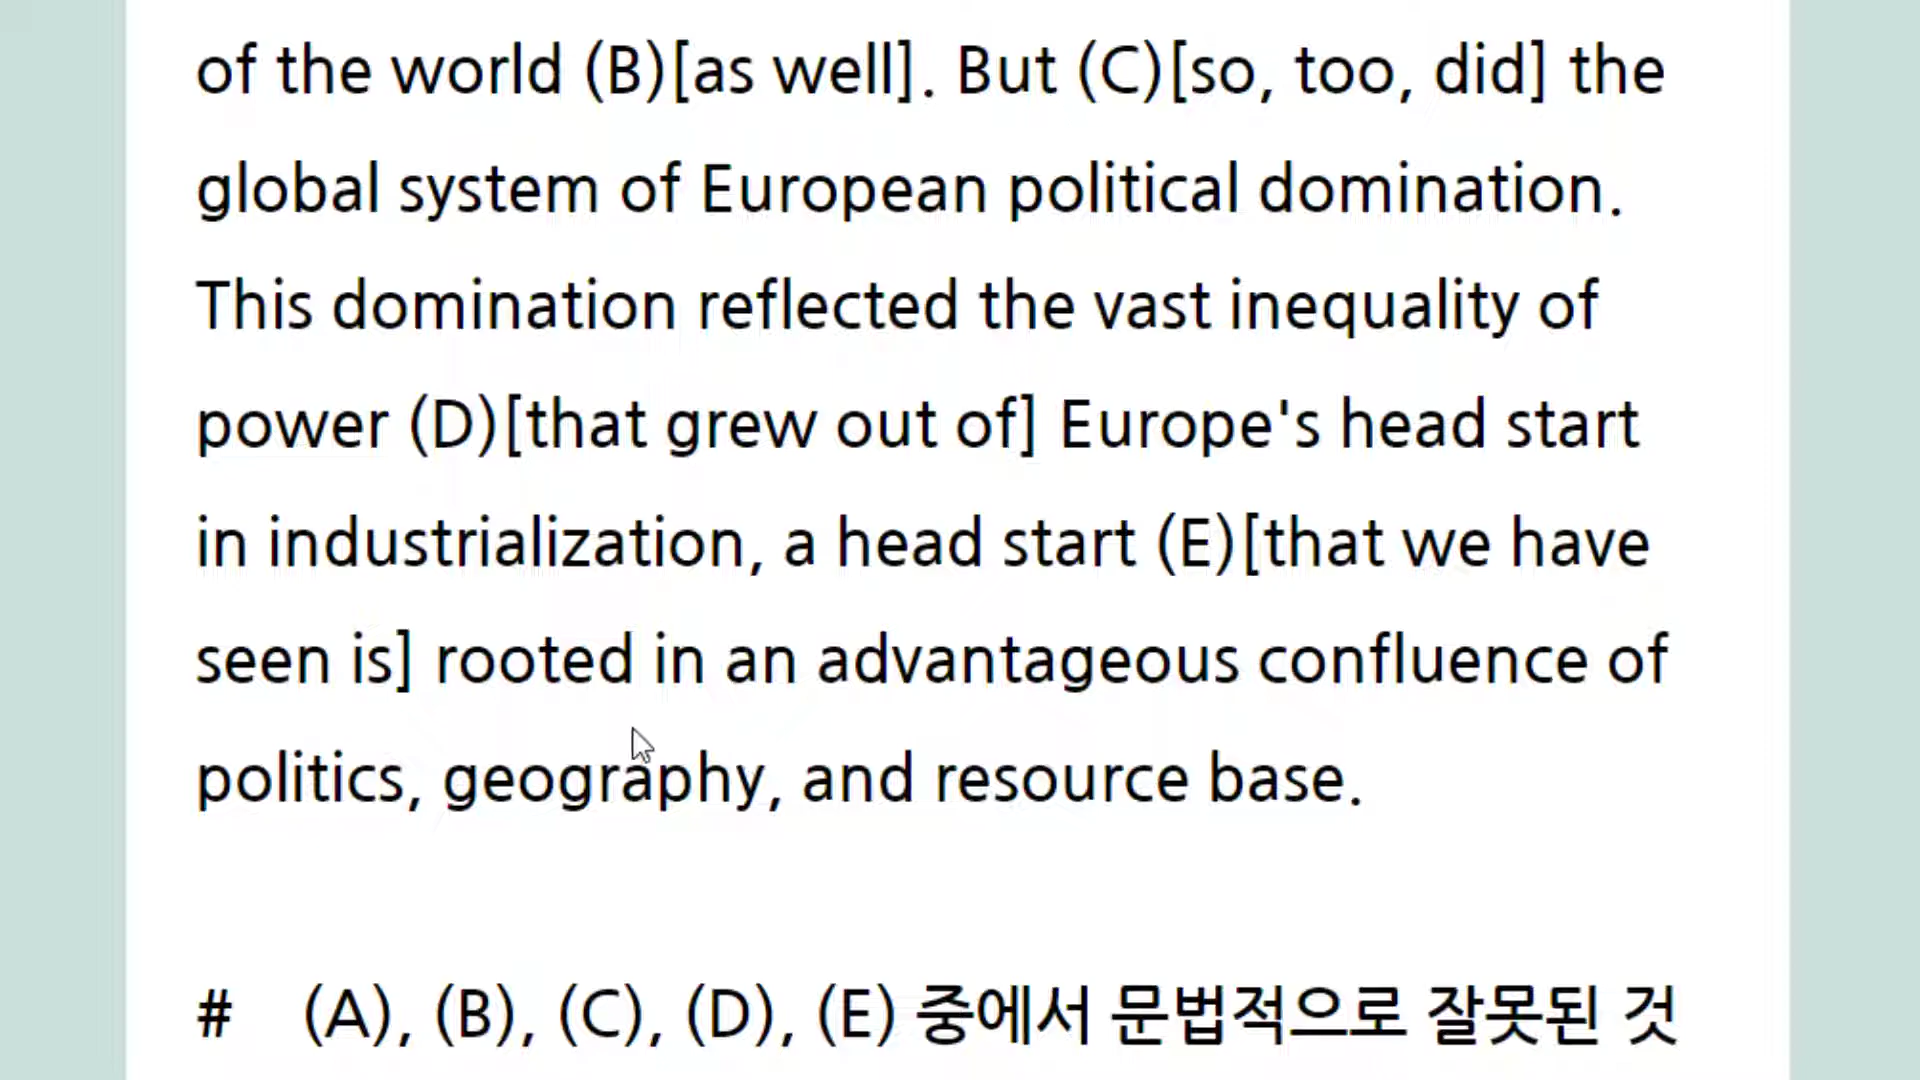 of the world (B)[as well]. But (C)[so, too, did] the
global system of European political domination.
This domination reflected the vast inequality of
power (D)[that grew out of] Europe's head start
in industrialization, a head start (E)[that we have
seen is] rooted in an advantageous confluence of
politics, geography, and resource base.
# (A), (B), (C), (D), (E) 중에서 문법적으로 잘못된 것